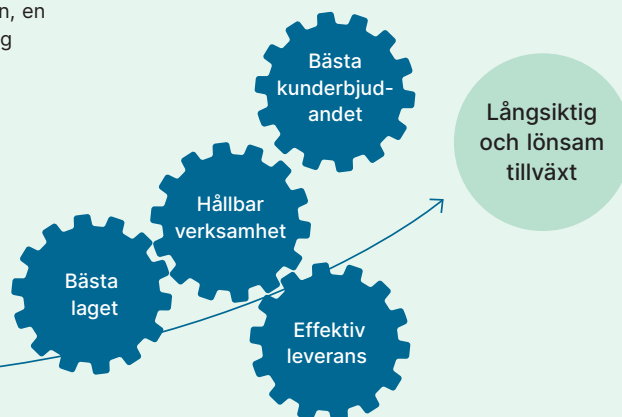 n, en
g
Bästa
kunderbjud-
andet
Långsiktig
och lönsam
tillväxt
Hållbar
verksamhet
Bästa
laget
Effektiv
leverans